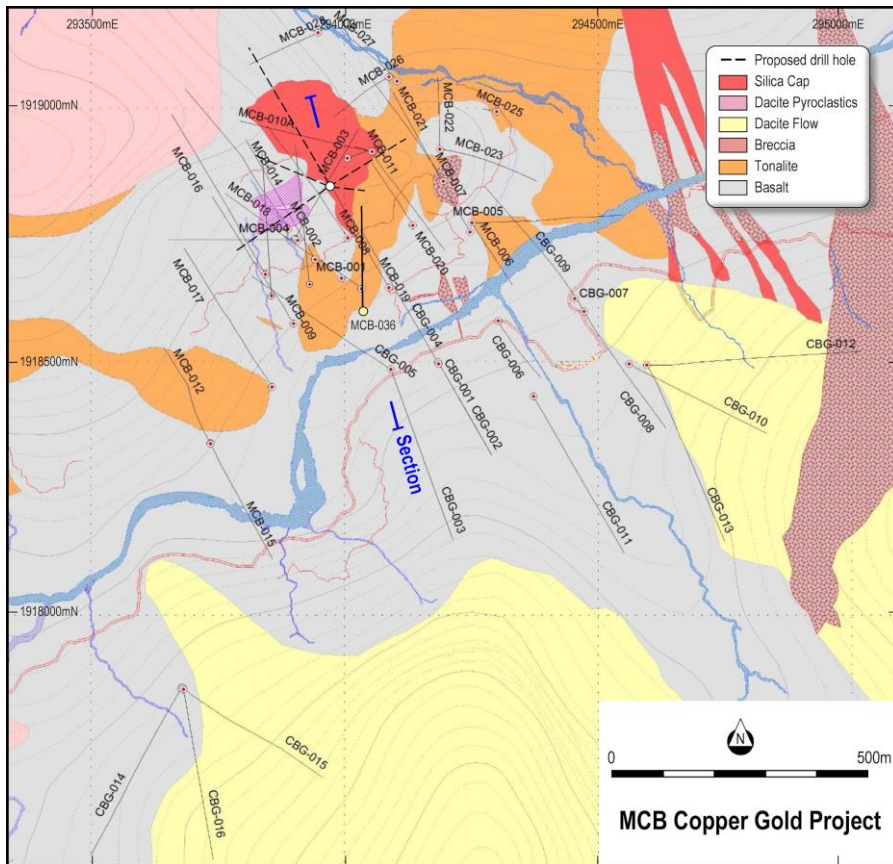 293500mE
294000mE
294500mE
295000mE
MCB-028
MCB-027
MCB-026
MCB-025
1919000mN
MCB-010A
MCB-003
MCB-021
MCB-022
MCB-011
MCB-023
MCB-016
MCB-014
MCB-007
MCB-018
MCB-002
MCB-004
MCB-008
MCB-005
MCB-006
MCB-020
CBG-009
MCB-001
MCB-017
MCB-019
CBG-007
MCB-009
MCB-036
CBG-004
CBG-012
1918500mN
CBG-005
CBG-006
MCB-012
CBG-001
CBG-010
CBG-008
CBG-002
Section
CBG-003
CBG-011
CBG-013
MCB-015
1918000mN
CBG-014
CBG-015
CBG-016
Proposed drill hole
Silica Cap
Dacite Pyroclastics
Dacite Flow
Breccia
Tonalite
Basalt
N
0 500m
MCB Copper Gold Project